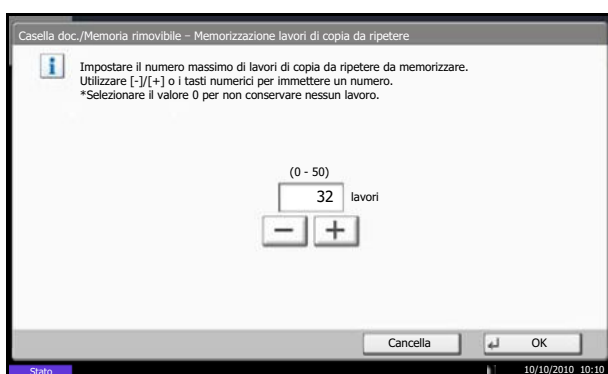 Casella doc./Memoria rimovibile – Memorizzazione lavori di copia da ripetere
Impostare il numero massimo di lavori di copia da ripetere da memorizzare.
Utilizzare [-]/[+] o i tasti numerici per immettere un numero.
*Selezionare il valore 0 per non conservare nessun lavoro.
(0 - 50)
32 lavori
Cancella OK
Stato 10/10/2010 10:10